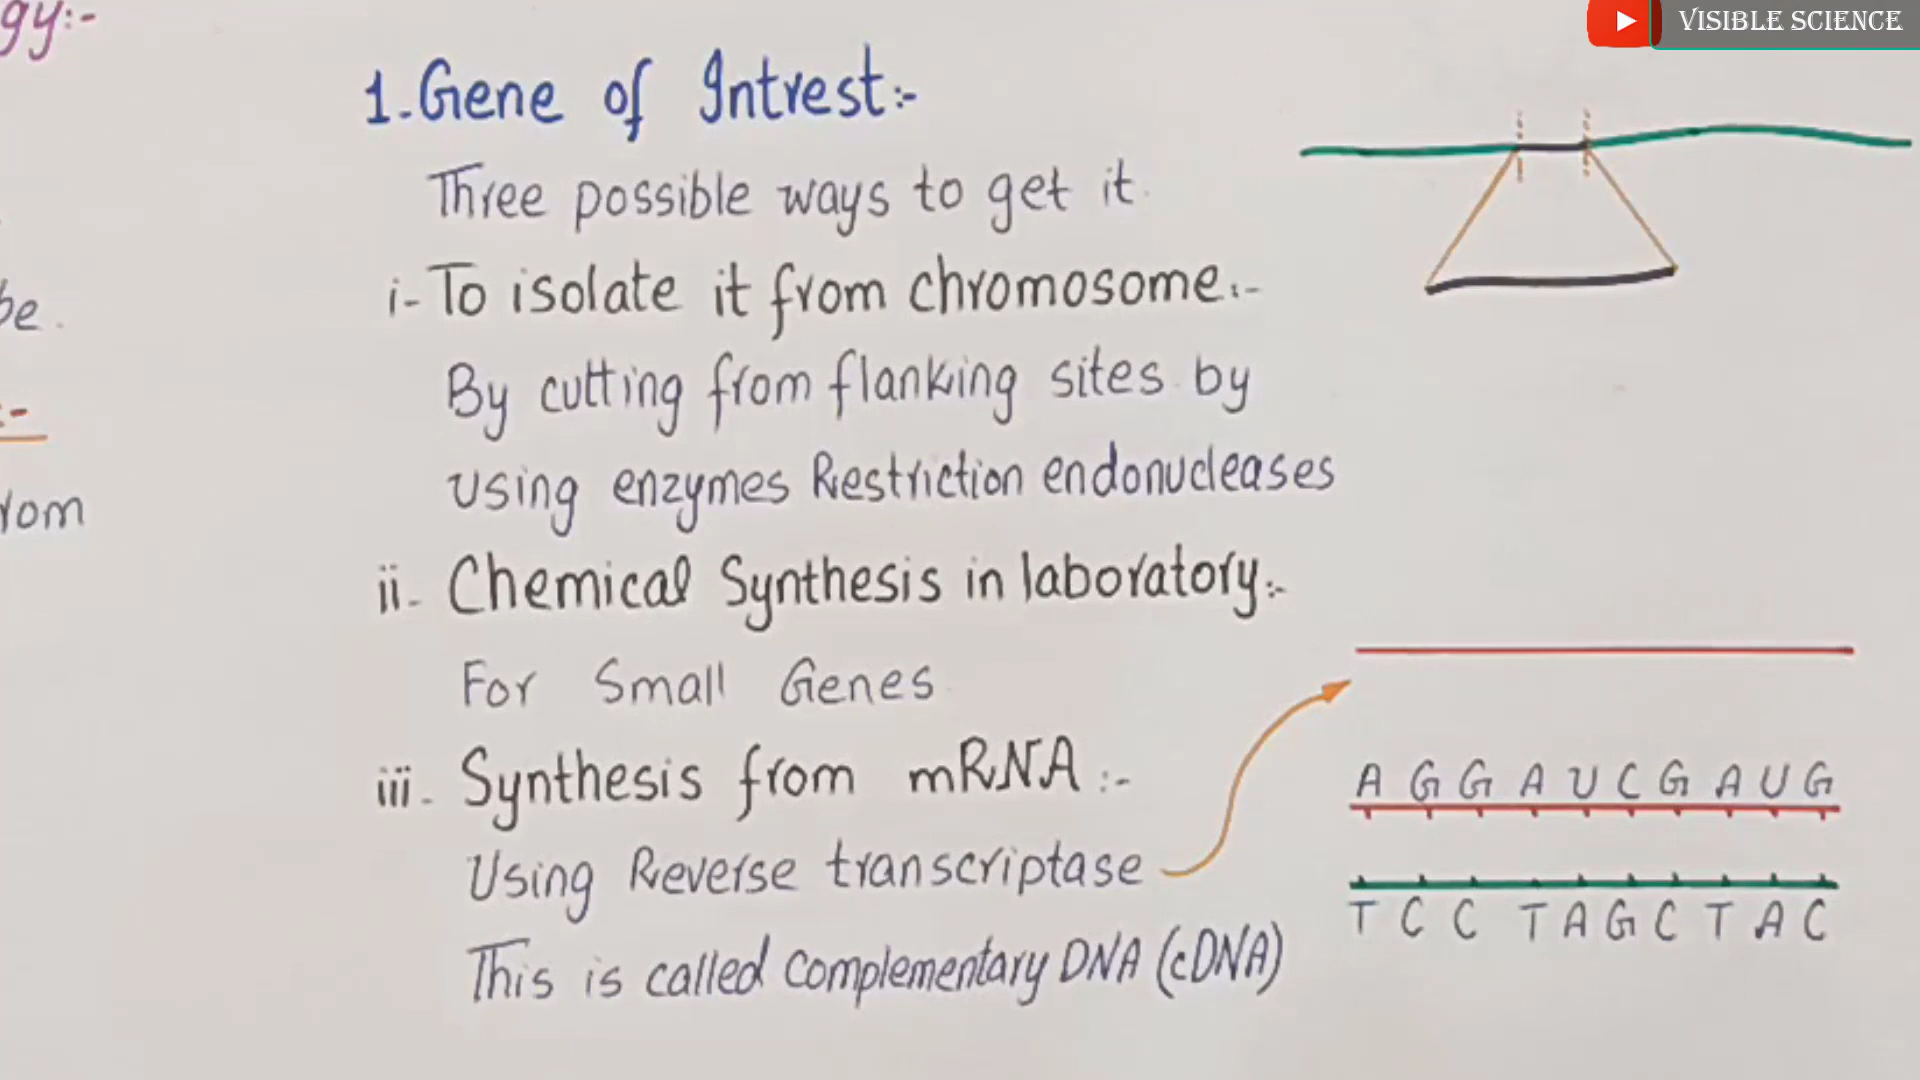 gy:-
VISIBLE SCIENCE
1. Gene of Intrest:-
Three possible ways to get it.
i- To isolate it from chromosome:-
be.
By cutting from flanking sites by
:-
using enzymes Restriction endonucleases
rom
ii- Chemical Synthesis in laboratory:-
For Small Genes
iii- Synthesis from mRNA:-
A G G A U C G A U G
Using Reverse transcriptase
T C C T A G C T A C
This is called Complementary DNA (cDNA)